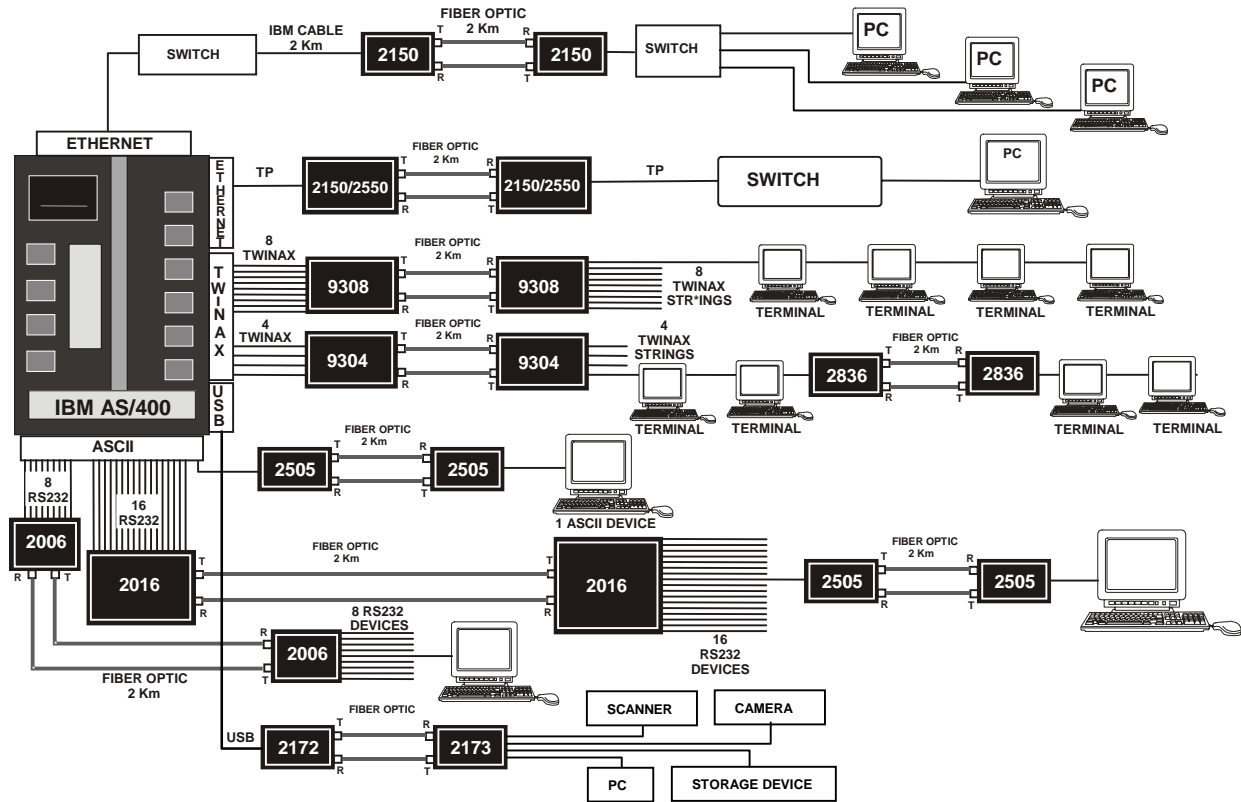 IBM CABLE
2 Km
FIBER OPTIC
2 Km
SWITCH
2150
T
R
R
T
2150
SWITCH
PC
PC
PC
ETHERNET
ETHERNET
TP
2150/2550
T
R
FIBER OPTIC
2 Km
R
T
2150/2550
TP
SWITCH
PC
8
TWINAX
9308
T
R
FIBER OPTIC
2 Km
R
T
9308
8
TWINAX
STR*INGS
TERMINAL
TERMINAL
TERMINAL
TERMINAL
TWINAX
4
TWINAX
9304
T
R
FIBER OPTIC
2 Km
R
T
9304
4
TWINAX
STRINGS
TERMINAL
TERMINAL
2836
T
R
FIBER OPTIC
2 Km
R
T
2836
TERMINAL
TERMINAL
IBM AS/400
USB
ASCII
2505
T
R
FIBER OPTIC
2 Km
R
T
2505
1 ASCII DEVICE
8
RS232
16
RS232
2006
R
T
2016
T
R
FIBER OPTIC
2 Km
T
R
2016
16
RS232
DEVICES
2505
T
R
FIBER OPTIC
2 Km
R
T
2505
8 RS232
DEVICES
R
T
2006
FIBER OPTIC
2 Km
USB
2172
T
R
FIBER OPTIC
R
T
2173
SCANNER
CAMERA
PC
STORAGE DEVICE